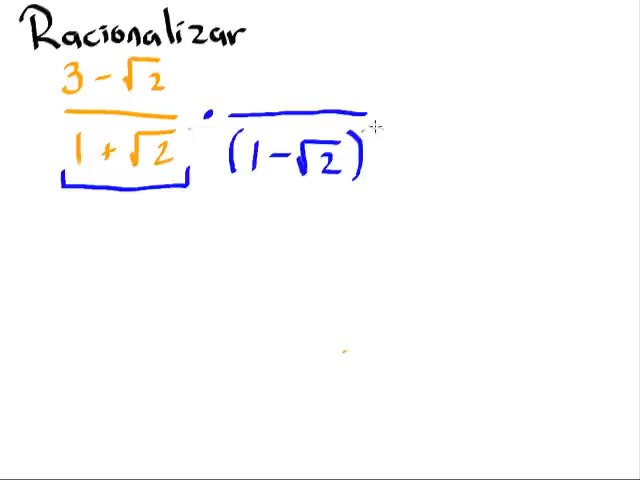 Racionalizar
3 - √2
1 + √2 · (1 - √2)